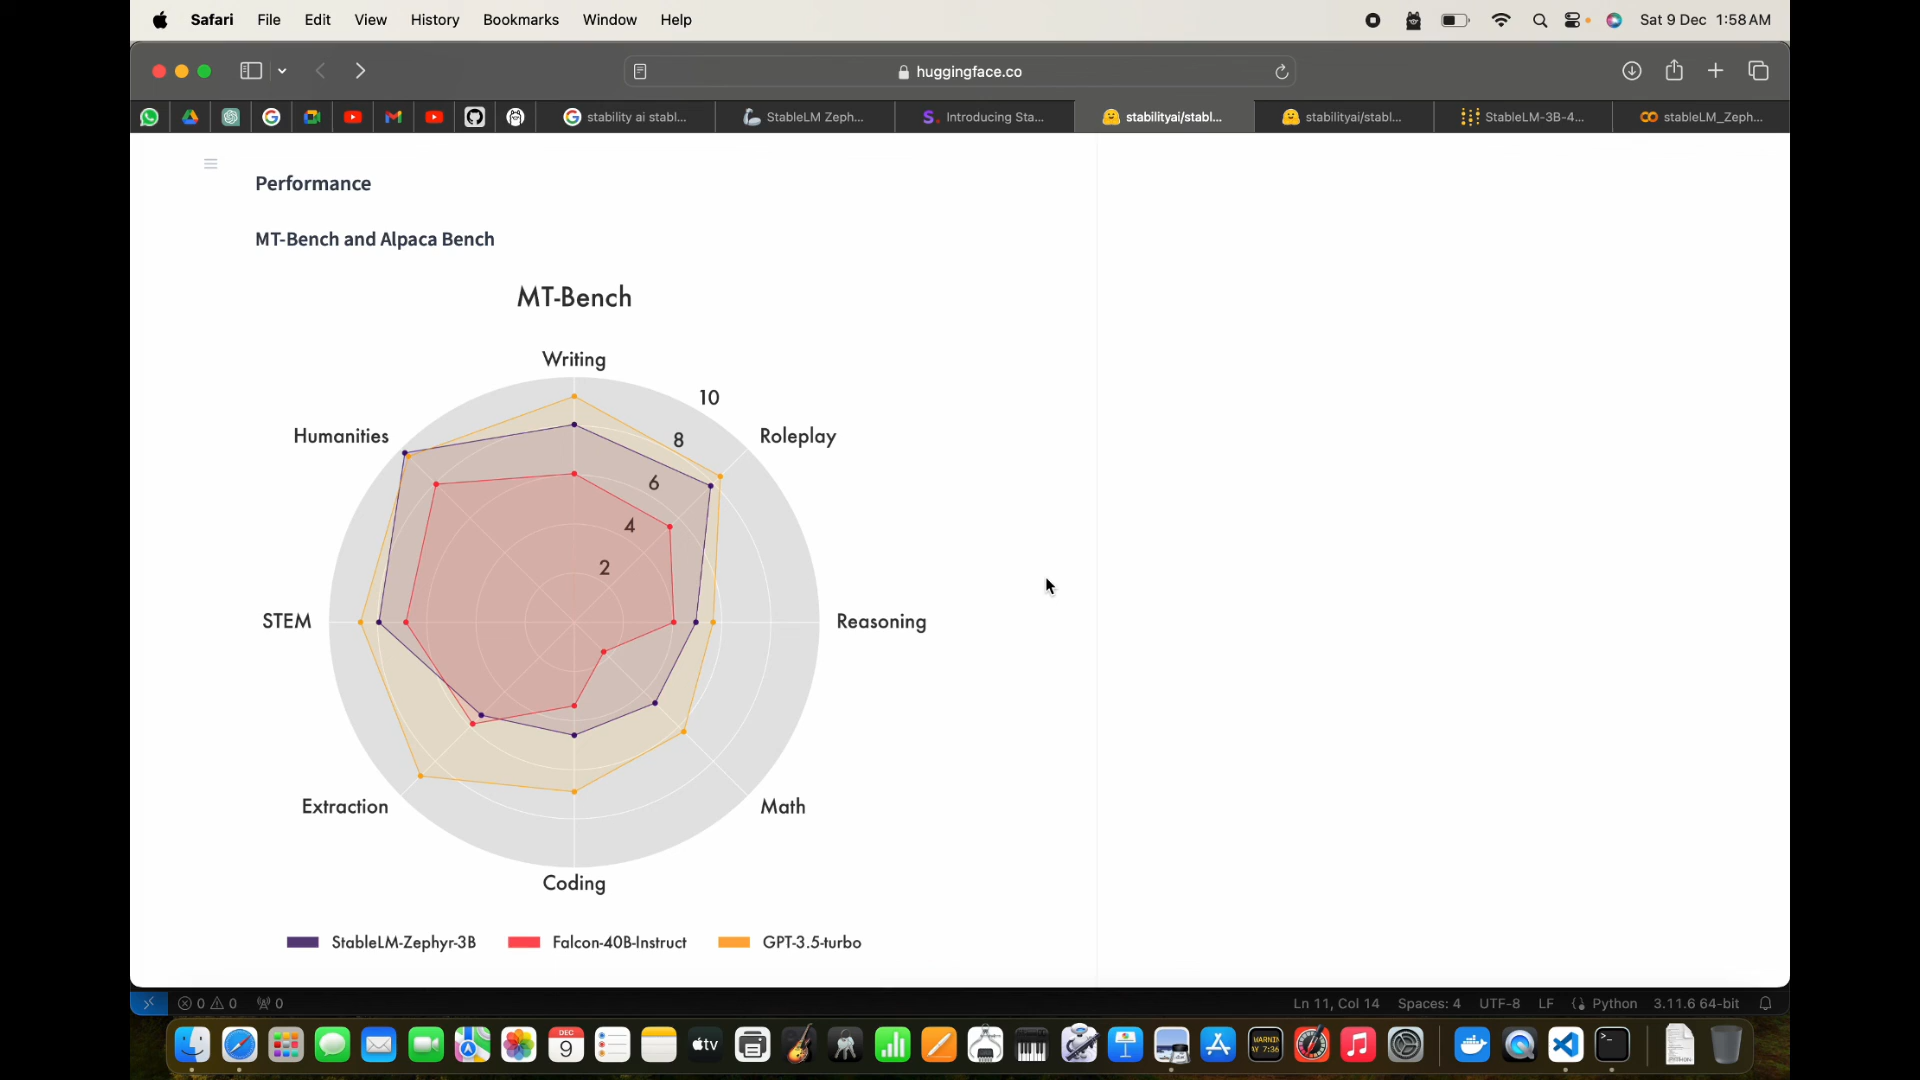 Safari File Edit View History Bookmarks Window Help Sat 9 Dec 1:58 AM
huggingface.co
stability ai stabl... StableLM Zeph... Introducing Sta... stabilityai/stabl... stabilityai/stabl... StableLM-3B-4... stableLM_Zeph...
Performance
MT-Bench and Alpaca Bench
MT-Bench
Writing
10
Humanities 8 Roleplay
6
4
2
STEM Reasoning
Extraction Math
Coding
StableLM-Zephyr-3B Falcon-40B-Instruct GPT-3.5-turbo
0 0 0 Ln 11, Col 14 Spaces: 4 UTF-8 LF Python 3.11.6 64-bit
DEC
9
tv
WARNIN